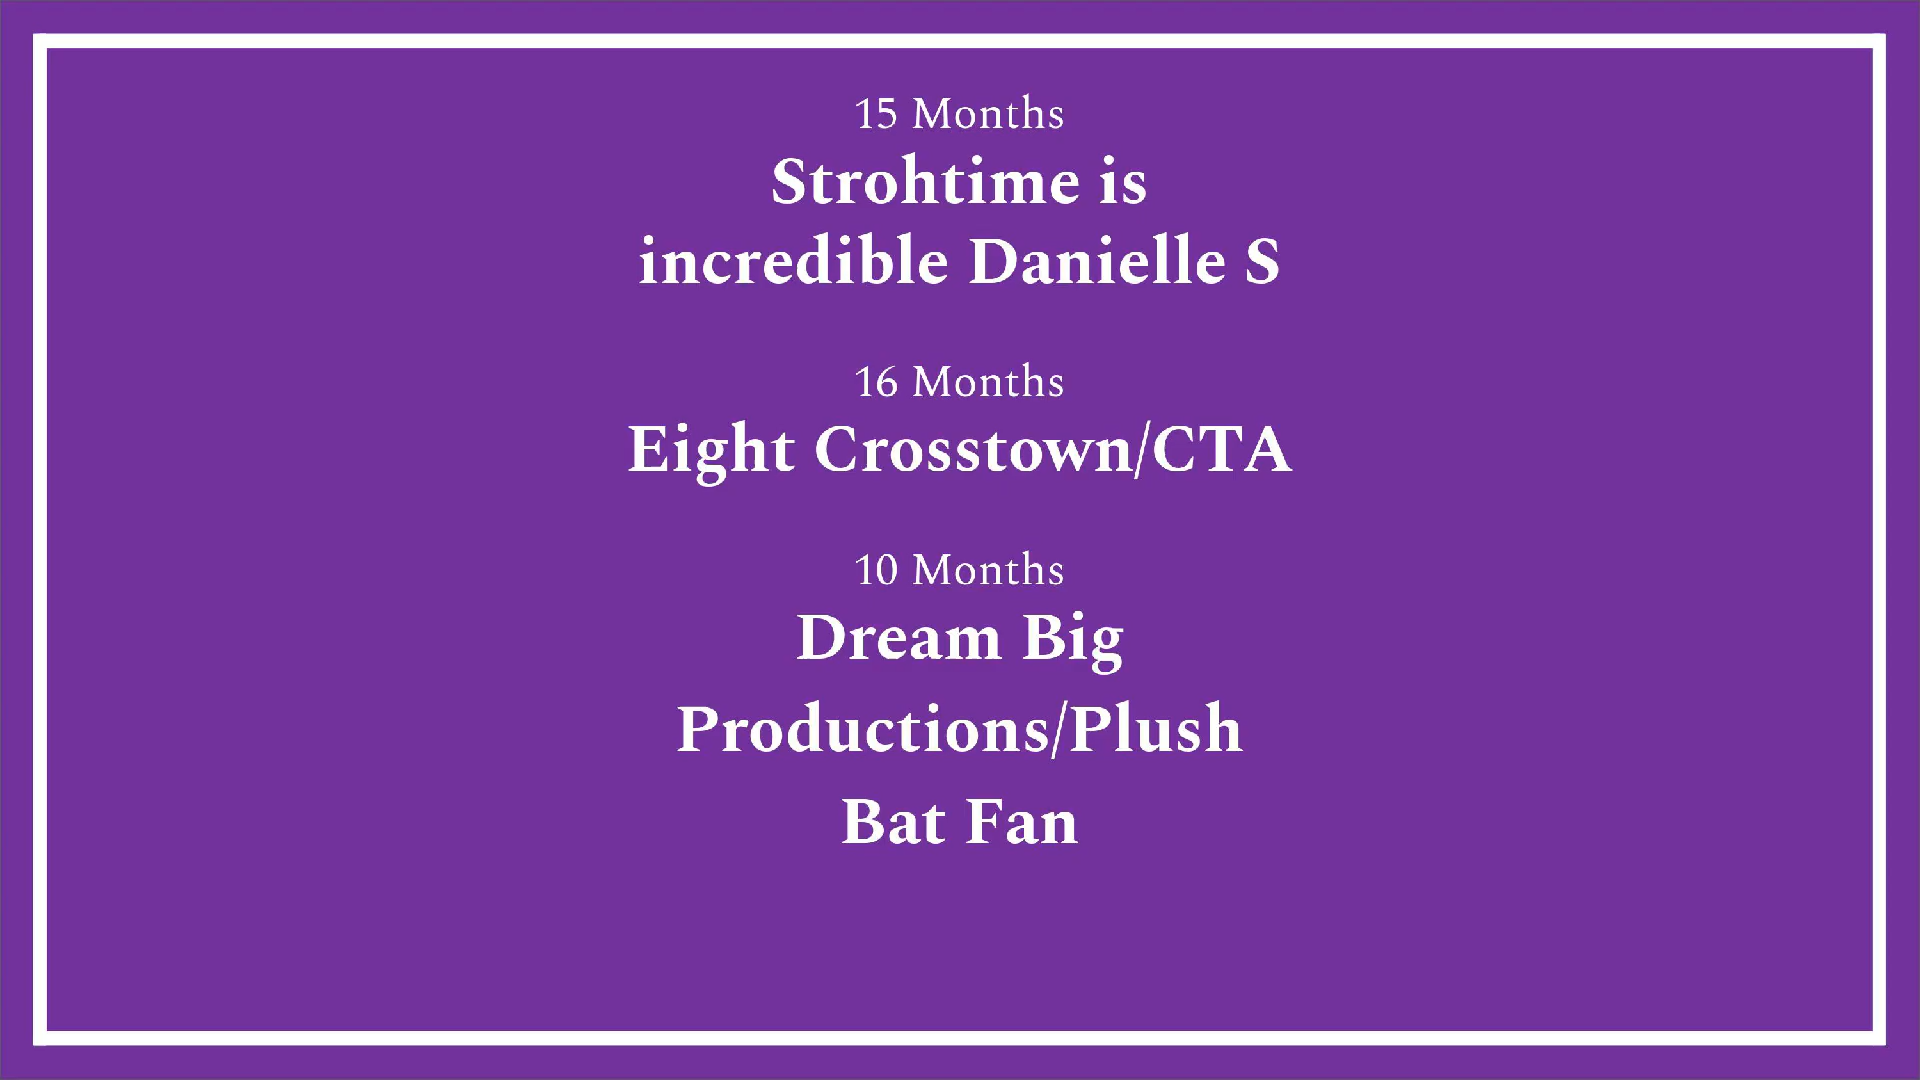 15 Months
Strohtime is
incredible Danielle S
16 Months
Eight Crosstown/CTA
10 Months
Dream Big
Productions/Plush
Bat Fan